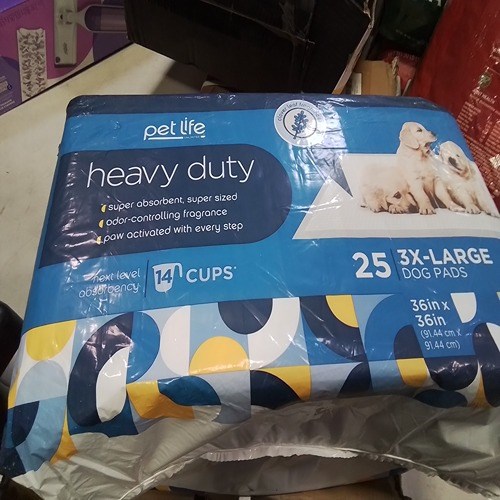 pet life
heavy duty
super absorbent, super sized
odor-controlling fragrance
paw activated with every step
next level
absorbency
14 CUPS*
25 3X-LARGE
DOG PADS
36in x
36in
(91.44 cm x
91.44 cm)